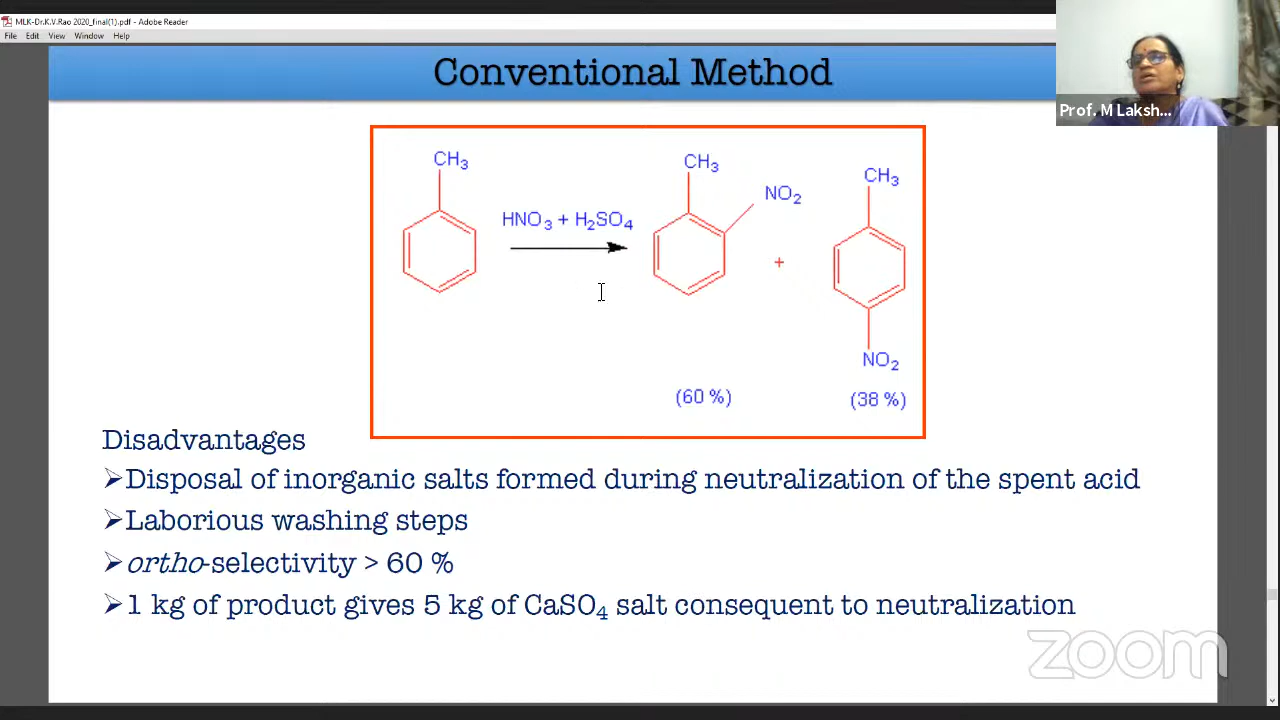 MLK-Dr.K.V.Rao 2020_final(1).pdf - Adobe Reader
File Edit View Window Help
Conventional Method
Prof. M Laksh...
CH3
HNO3 + H2SO4
CH3
NO2
+
CH3
NO2
(60 %)
(38 %)
Disadvantages
➢Disposal of inorganic salts formed during neutralization of the spent acid
➢Laborious washing steps
➢ortho-selectivity > 60 %
➢1 kg of product gives 5 kg of CaSO4 salt consequent to neutralization
zoom